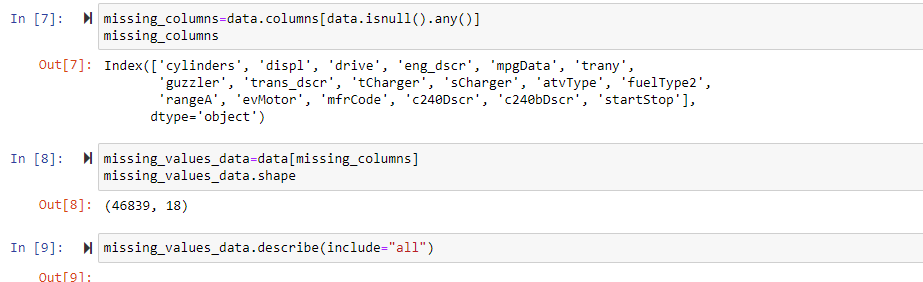 In [7]: missing_columns=data.columns[data.isnull().any()]
missing_columns
Out[7]: Index(['cylinders', 'displ', 'drive', 'eng_dscr', 'mpgData', 'trany',
'guzzler', 'trans_dscr', 'tCharger', 'sCharger', 'atvType', 'fuelType2',
'rangeA', 'evMotor', 'mfrCode', 'c240Dscr', 'c240bDscr', 'startStop'],
dtype='object')
In [8]: missing_values_data=data[missing_columns]
missing_values_data.shape
Out[8]: (46839, 18)
In [9]: missing_values_data.describe(include="all")
Out[9]: